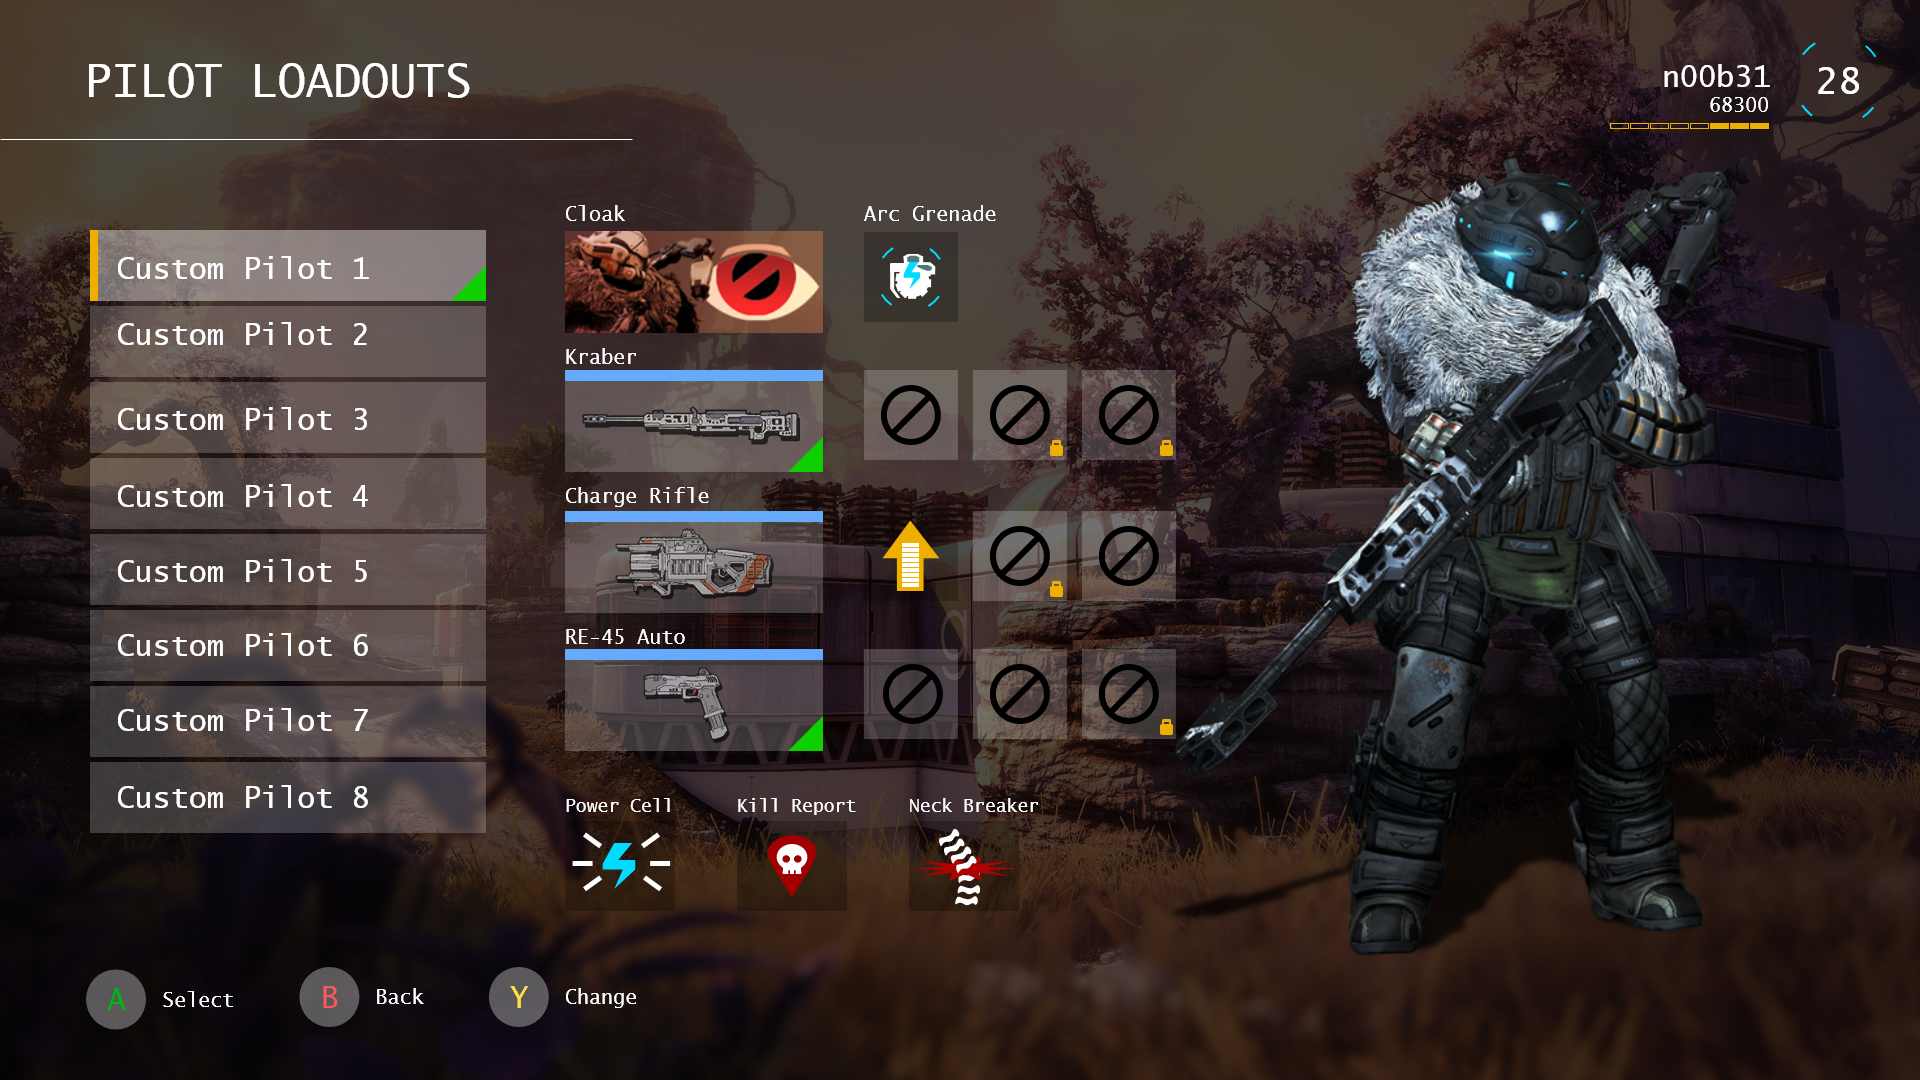 PILOT LOADOUTS
n00b31
68300
28
Custom Pilot 1
Custom Pilot 2
Custom Pilot 3
Custom Pilot 4
Custom Pilot 5
Custom Pilot 6
Custom Pilot 7
Custom Pilot 8
Cloak
Arc Grenade
Kraber
Charge Rifle
RE-45 Auto
Power Cell
Kill Report
Neck Breaker
A Select
B Back
Y Change